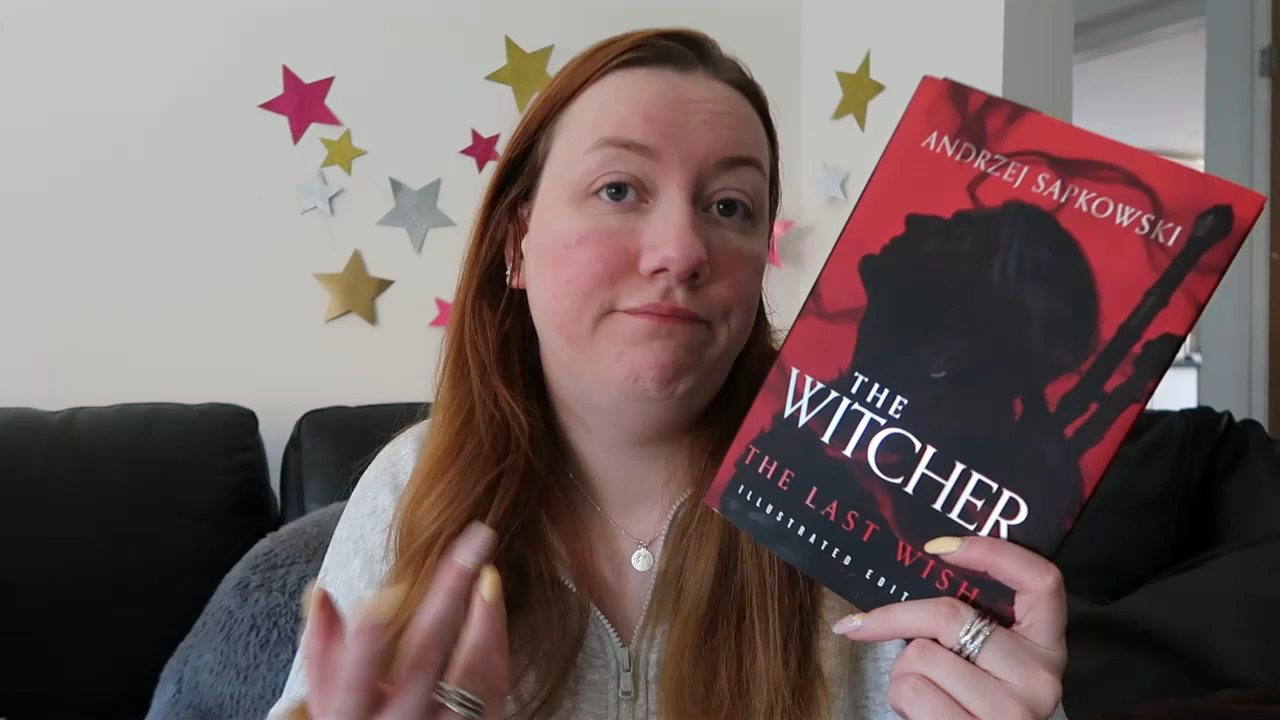 ANDRZEJ SAPKOWSKI
THE
WITCHER
THE LAST WISH
ILLUSTRATED EDIT